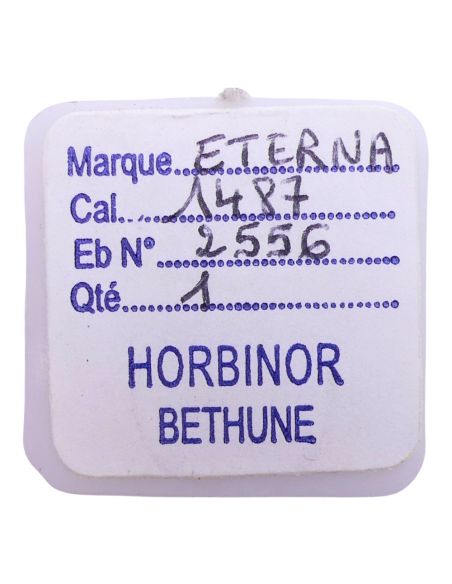 Marque..ETERNA
Cal.... 1487
Eb N° 2556
Qté....... 1
HORBINOR
BETHUNE